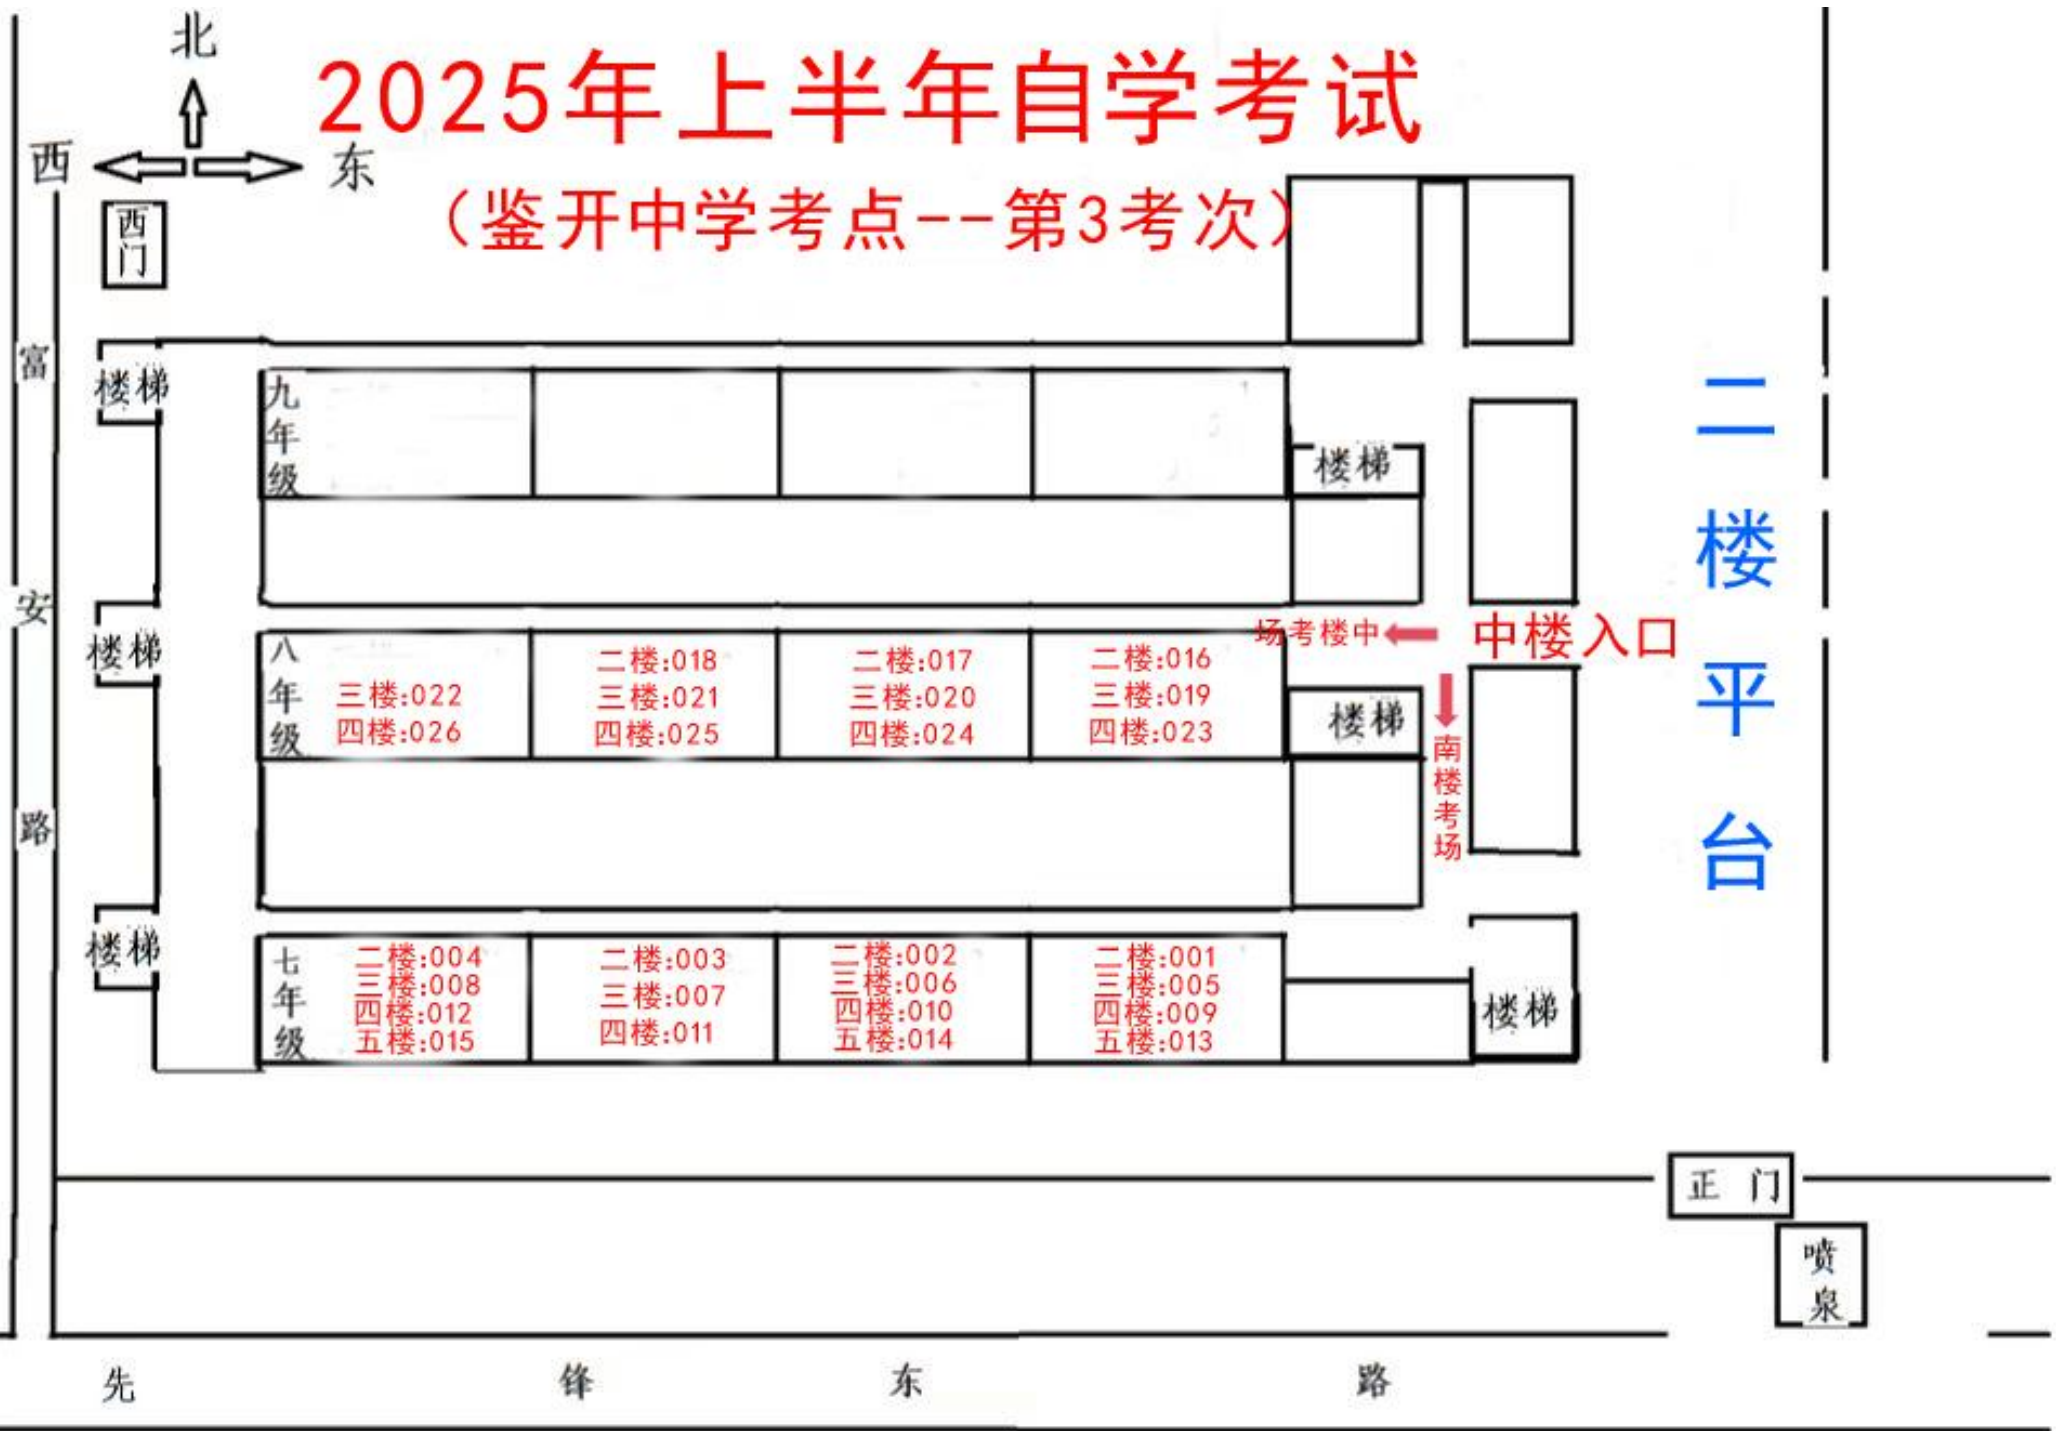 北
2025年上半年自学考试
西
东
（鉴开中学考点--第3考次）
西门
富安路
楼梯
九年级
楼梯
二楼平台
楼梯
八年级
三楼:022
四楼:026
二楼:018
三楼:021
四楼:025
二楼:017
三楼:020
四楼:024
二楼:016
三楼:019
四楼:023
场考楼中
中楼入口
楼梯
南楼考场
楼梯
七年级
二楼:004
三楼:008
四楼:012
五楼:015
二楼:003
三楼:007
四楼:011
二楼:002
三楼:006
四楼:010
五楼:014
二楼:001
三楼:005
四楼:009
五楼:013
楼梯
正门
喷泉
先锋东路